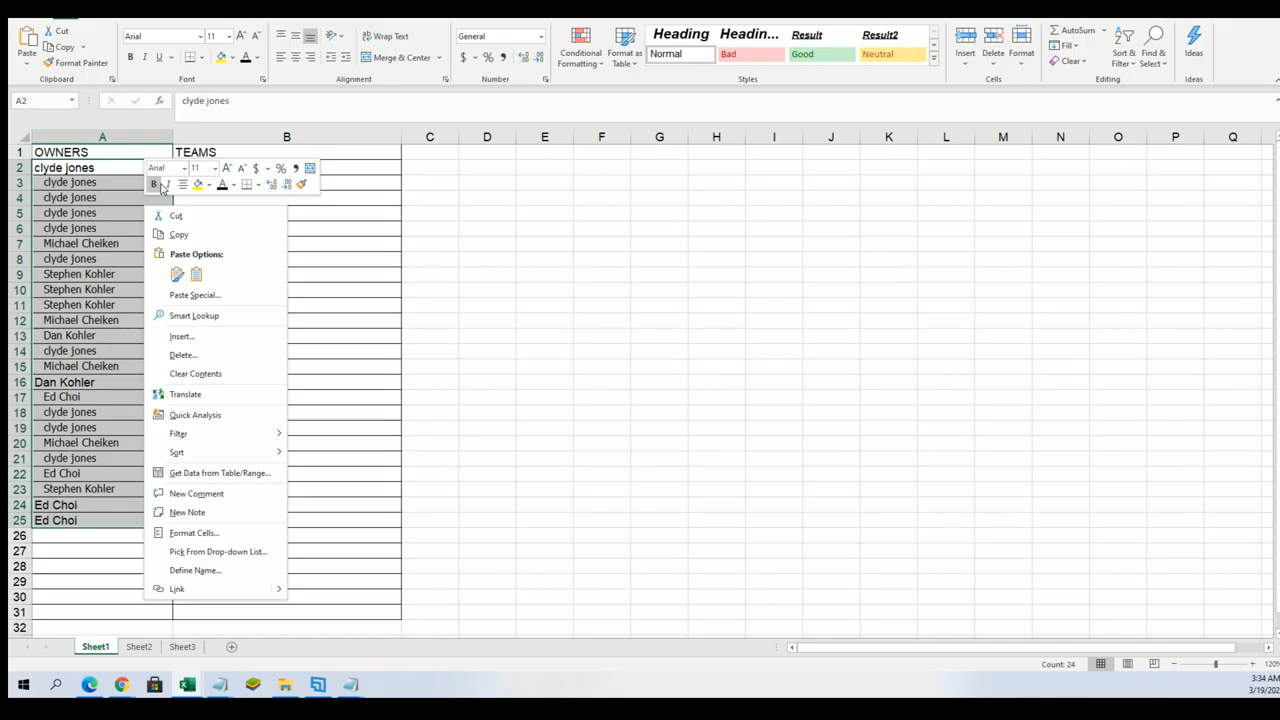 Cut
Copy
Format Painter
Paste
Clipboard
Arial 11
B I U
Font
Wrap Text
Merge & Center
Alignment
General
$ % ,
Number
Conditional Formatting
Format as Table
Heading Headin... Result Result2
Normal Bad Good Neutral
Styles
Insert Delete Format
Cells
AutoSum
Fill
Clear
Sort & Filter
Find & Select
Editing
Ideas
Ideas
A2 fx clyde jones
A B C D E F G H I J K L M N O P Q
1 OWNERS TEAMS
2 clyde jones
3 clyde jones
4 clyde jones
5 clyde jones
6 clyde jones
7 Michael Cheiken
8 clyde jones
9 Stephen Kohler
10 Stephen Kohler
11 Stephen Kohler
12 Michael Cheiken
13 Dan Kohler
14 clyde jones
15 Michael Cheiken
16 Dan Kohler
17 Ed Choi
18 clyde jones
19 clyde jones
20 Michael Cheiken
21 clyde jones
22 Ed Choi
23 Stephen Kohler
24 Ed Choi
25 Ed Choi
26
27
28
29
30
31
32
Arial 11 A A $ % ,
B I A
Cut
Copy
Paste Options:
Paste Special...
Smart Lookup
Insert...
Delete...
Clear Contents
Translate
Quick Analysis
Filter
Sort
Get Data from Table/Range...
New Comment
New Note
Format Cells...
Pick From Drop-down List...
Define Name...
Link
Sheet1 Sheet2 Sheet3
Count: 24
120%
3:34 AM
3/19/202